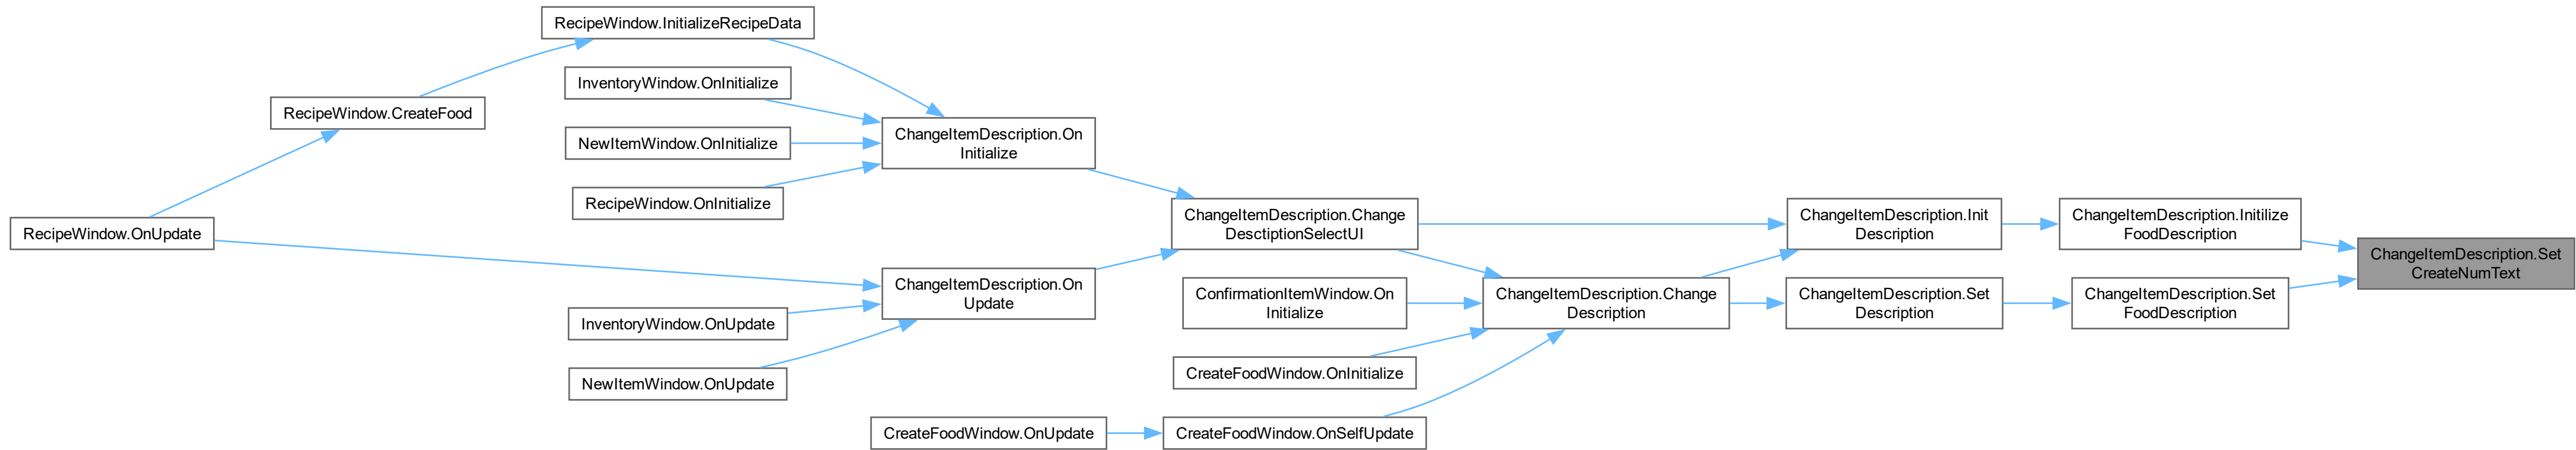 RecipeWindow.InitializeRecipeData
InventoryWindow.OnInitialize
RecipeWindow.CreateFood
ChangeItemDescription.On
Initialize
NewItemWindow.OnInitialize
RecipeWindow.OnInitialize
RecipeWindow.OnUpdate
ChangeItemDescription.Change
DesctiptionSelectUI
ChangeItemDescription.Init
Description
ChangeItemDescription.Initilize
FoodDescription
ChangeItemDescription.Set
CreateNumText
ChangeItemDescription.On
Update
ConfirmationItemWindow.On
Initialize
ChangeItemDescription.Change
Description
ChangeItemDescription.Set
Description
ChangeItemDescription.Set
FoodDescription
InventoryWindow.OnUpdate
NewItemWindow.OnUpdate
CreateFoodWindow.OnInitialize
CreateFoodWindow.OnUpdate
CreateFoodWindow.OnSelfUpdate